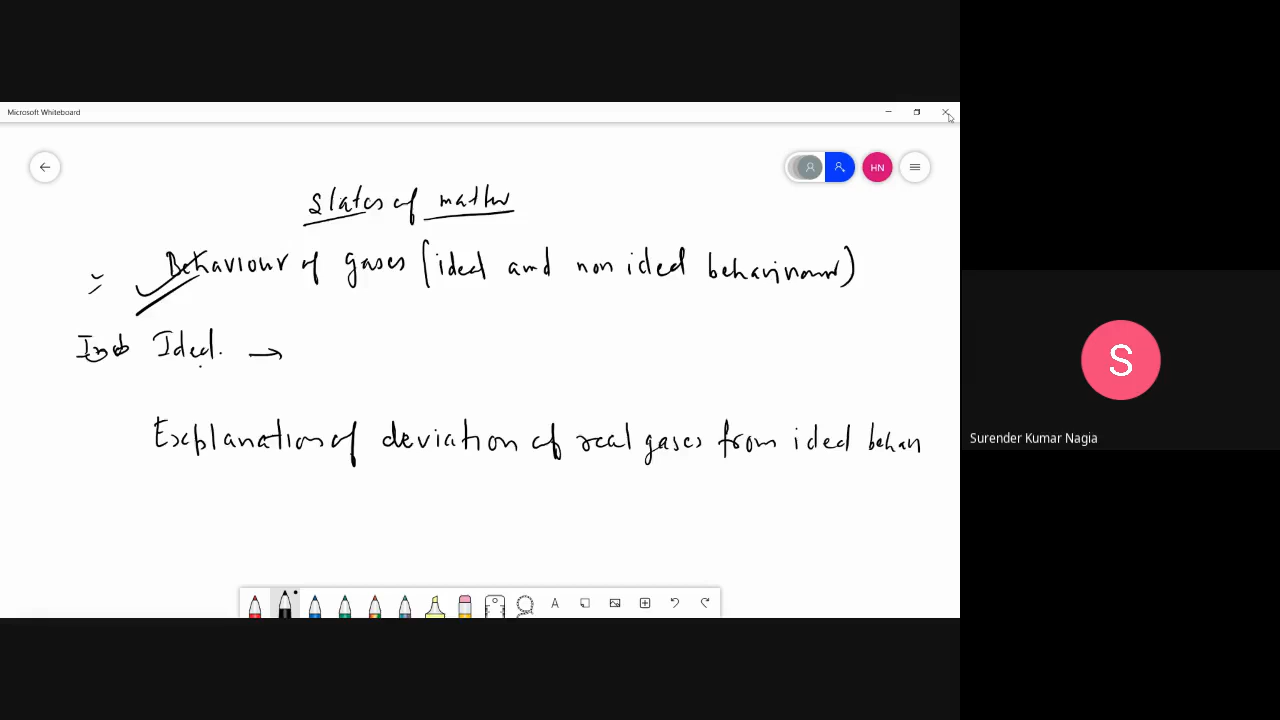 Microsoft Whiteboard
HN
States of matter
Behaviour of gases (ideal and non ideal behaviour)
Ideal. →
Explanation of deviation of real gases from ideal behav
A
S
Surender Kumar Nagia